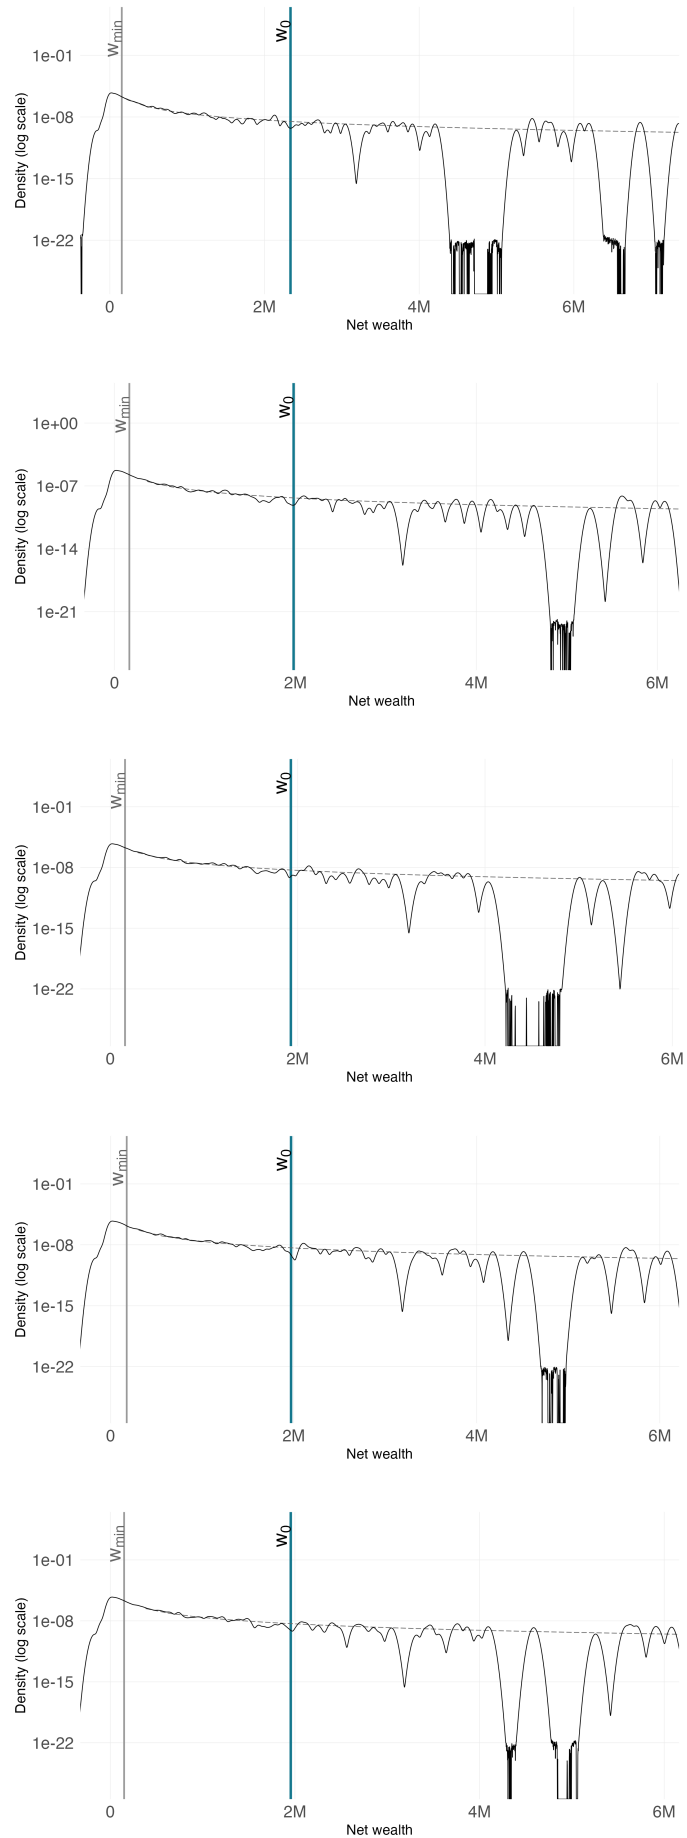 w_min
w_0
1e-01
1e-08
1e-15
1e-22
Density (log scale)
0 2M 4M 6M
Net wealth
w_min
w_0
1e+00
1e-07
1e-14
1e-21
Density (log scale)
0 2M 4M 6M
Net wealth
w_min
w_0
1e-01
1e-08
1e-15
1e-22
Density (log scale)
0 2M 4M 6M
Net wealth
w_min
w_0
1e-01
1e-08
1e-15
1e-22
Density (log scale)
0 2M 4M 6M
Net wealth
w_min
w_0
1e-01
1e-08
1e-15
1e-22
Density (log scale)
0 2M 4M 6M
Net wealth